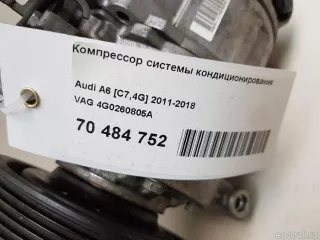 Компрессор системы кондиционирования
Audi A6 [C7,4G] 2011-2018
VAG 4G0260805A
70 484 752